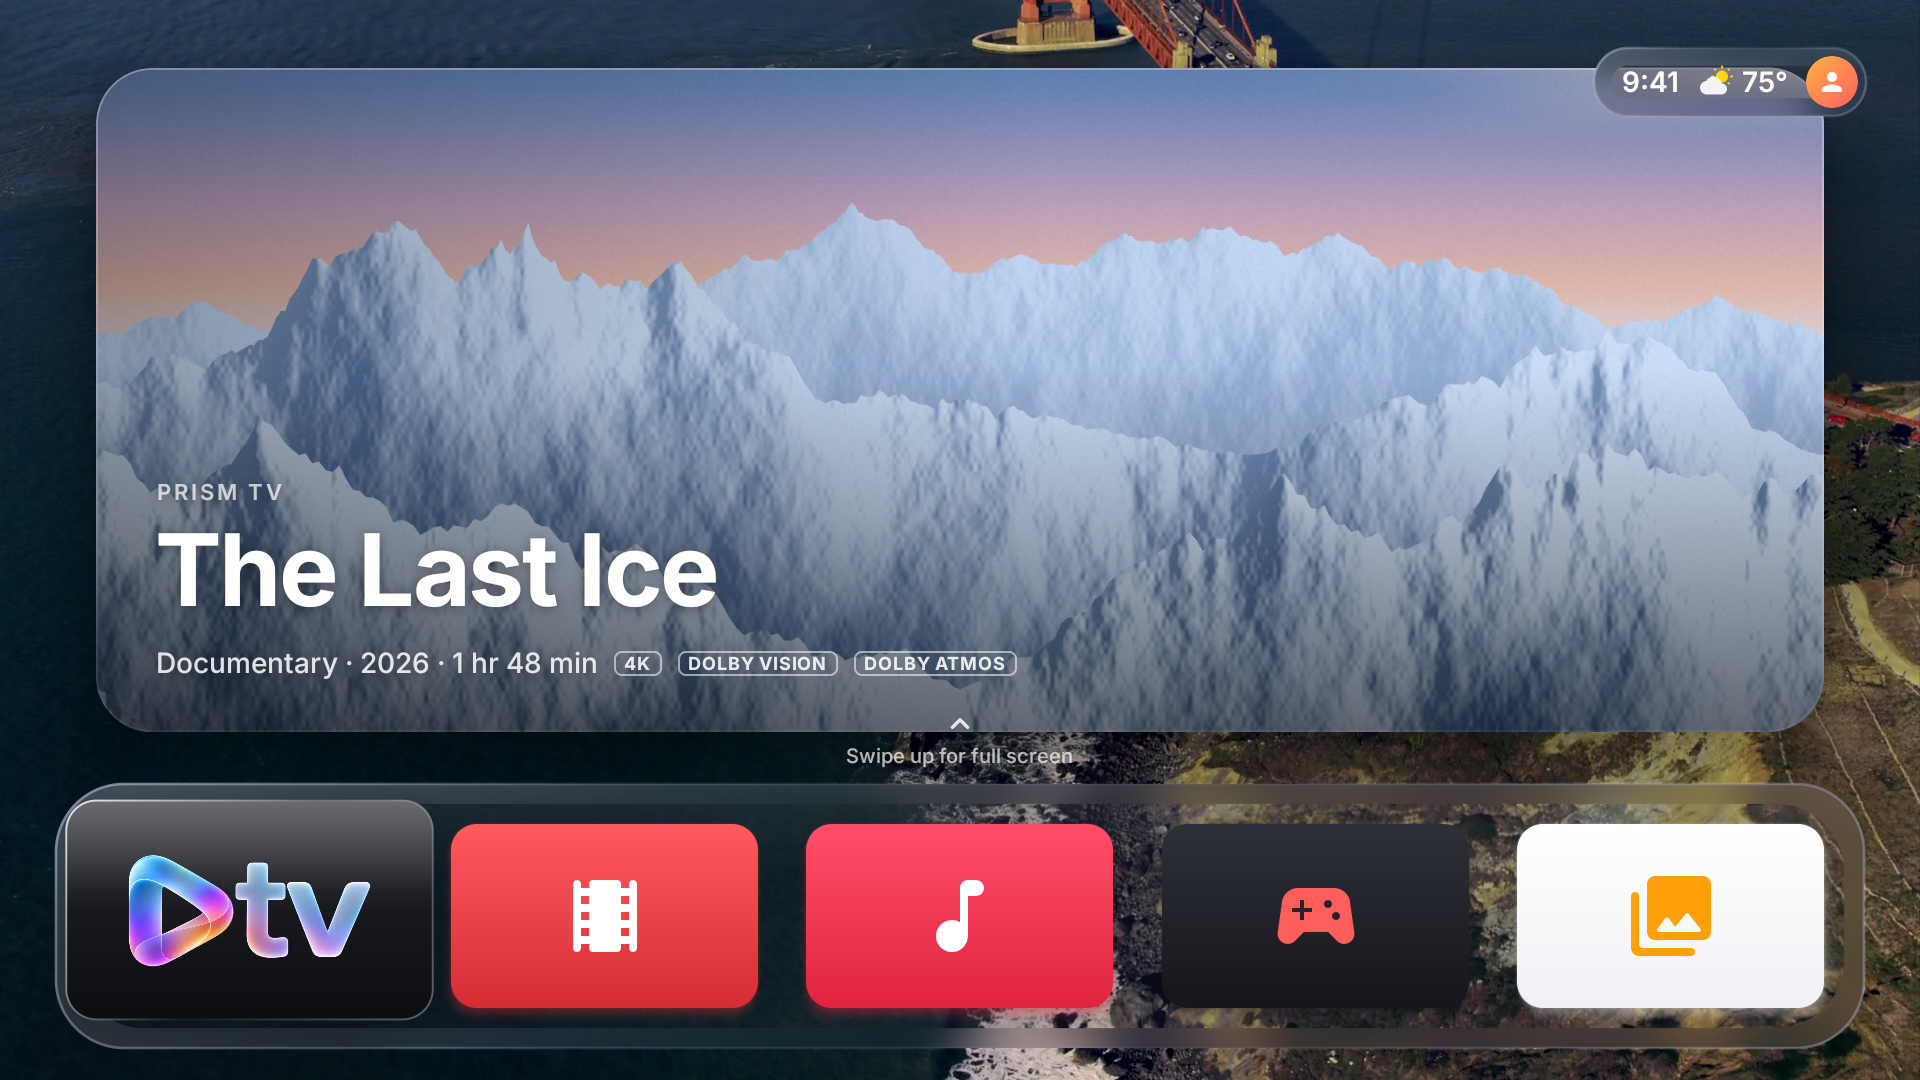 9:41 75°
PRISM TV
The Last Ice
Documentary · 2026 · 1 hr 48 min 4K DOLBY VISION DOLBY ATMOS
Swipe up for full screen
tv